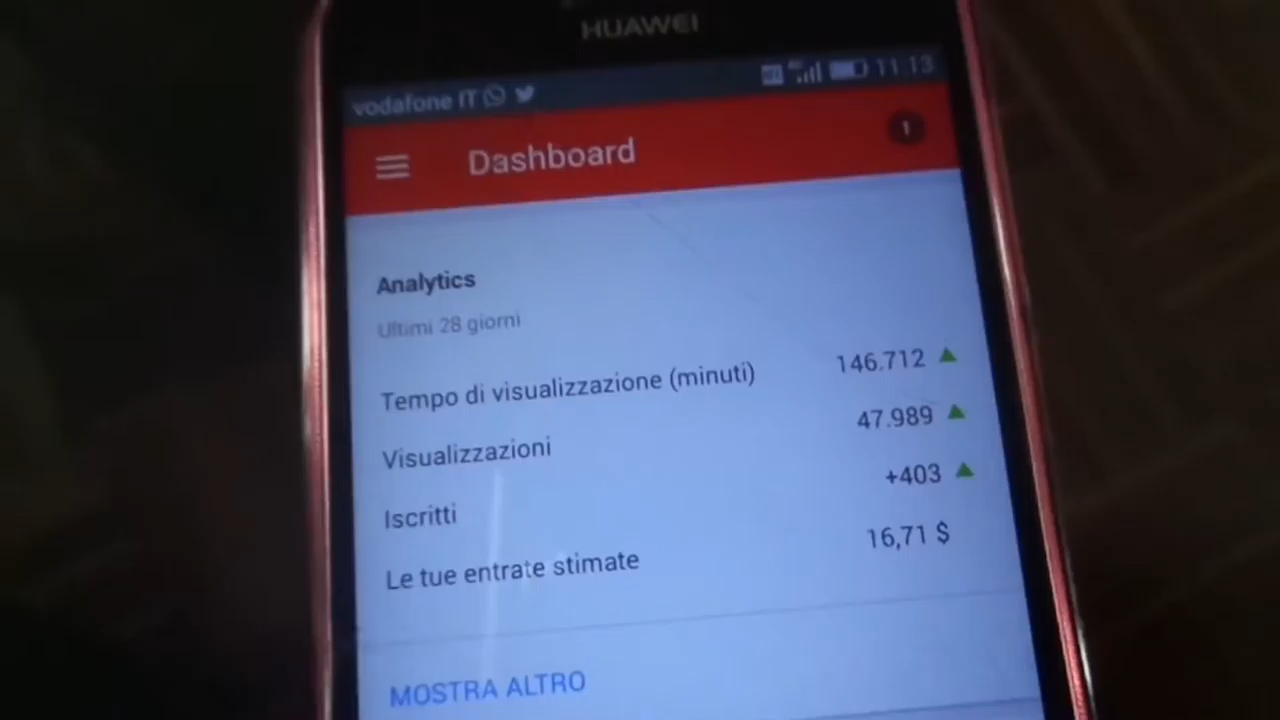 HUAWEI
vodafone IT 11:13
Dashboard 1
Analytics
Ultimi 28 giorni
Tempo di visualizzazione (minuti) 146.712
Visualizzazioni 47.989
Iscritti +403
Le tue entrate stimate 16,71 $
MOSTRA ALTRO